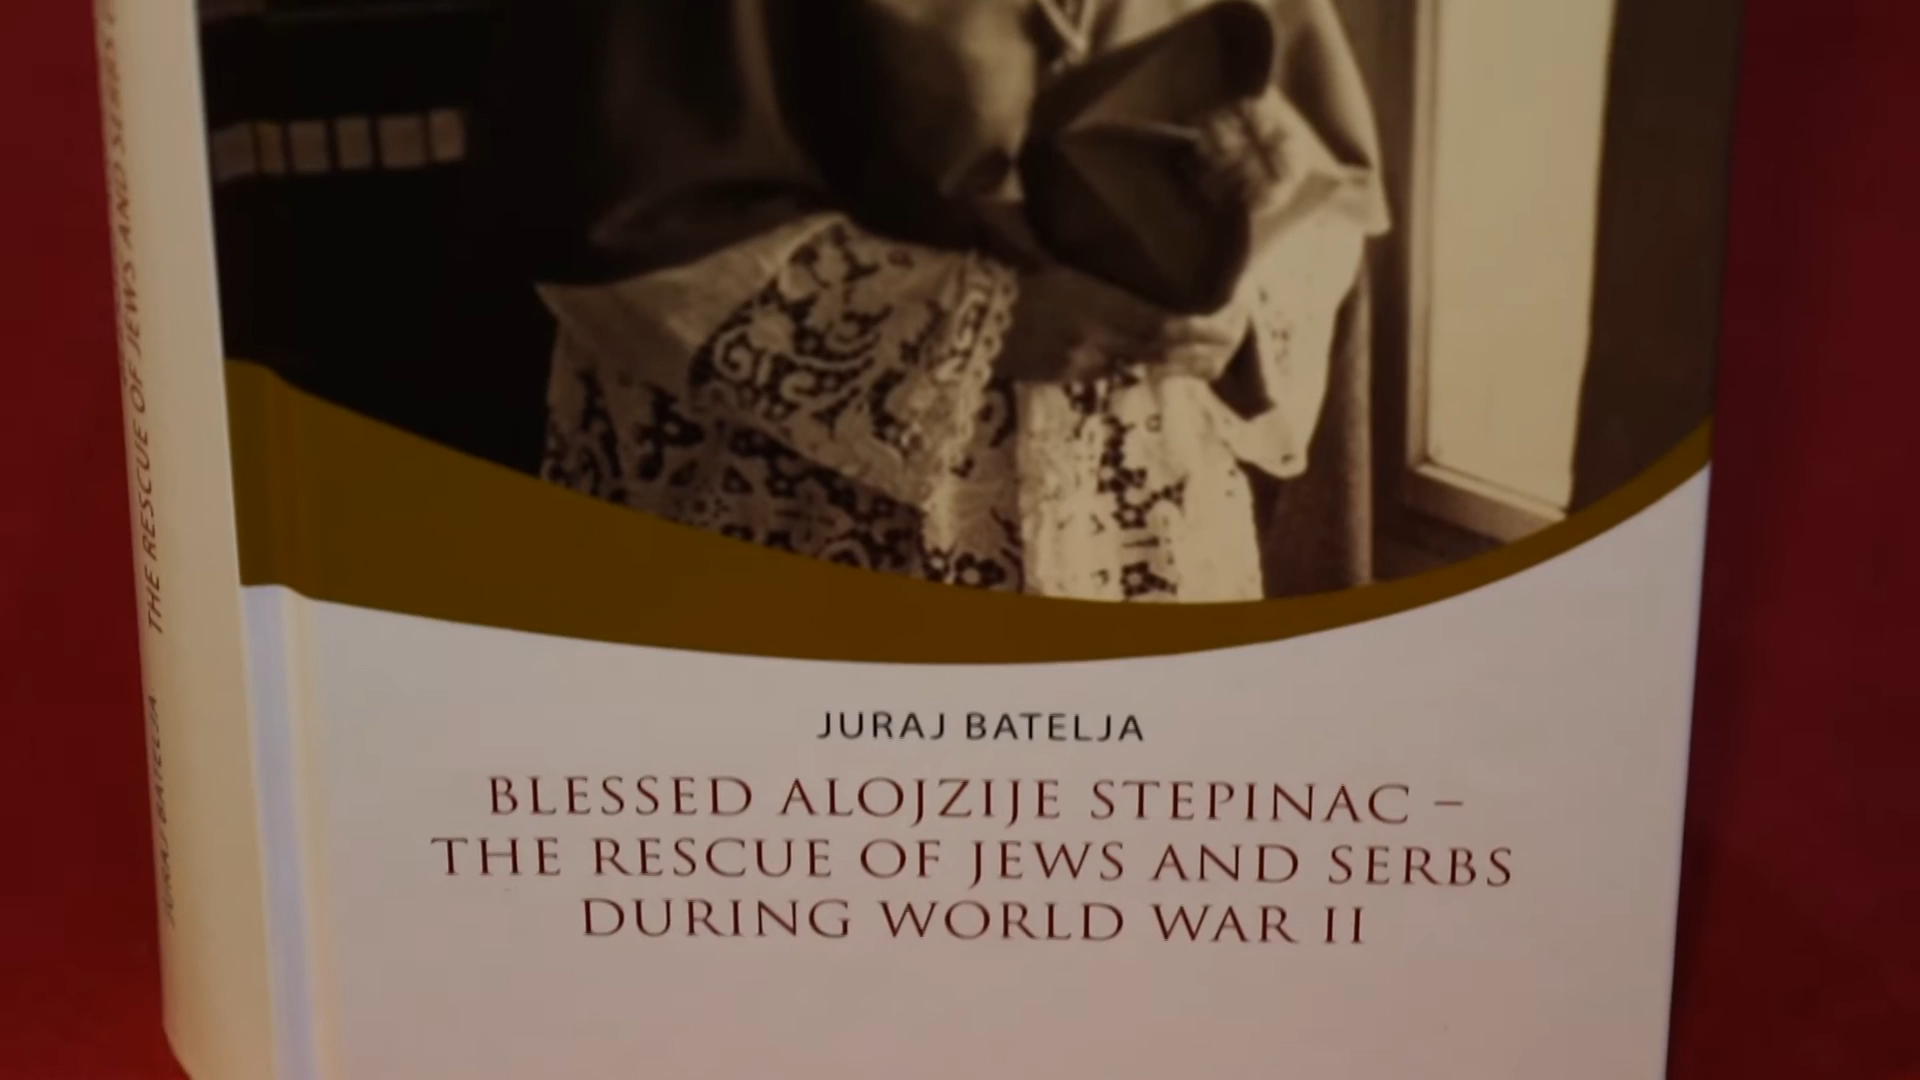 JURAJ BATELJA
BLESSED ALOJZIJE STEPINAC –
THE RESCUE OF JEWS AND SERBS
DURING WORLD WAR II
JURAJ BATELJA THE RESCUE OF JEWS AND SERBS